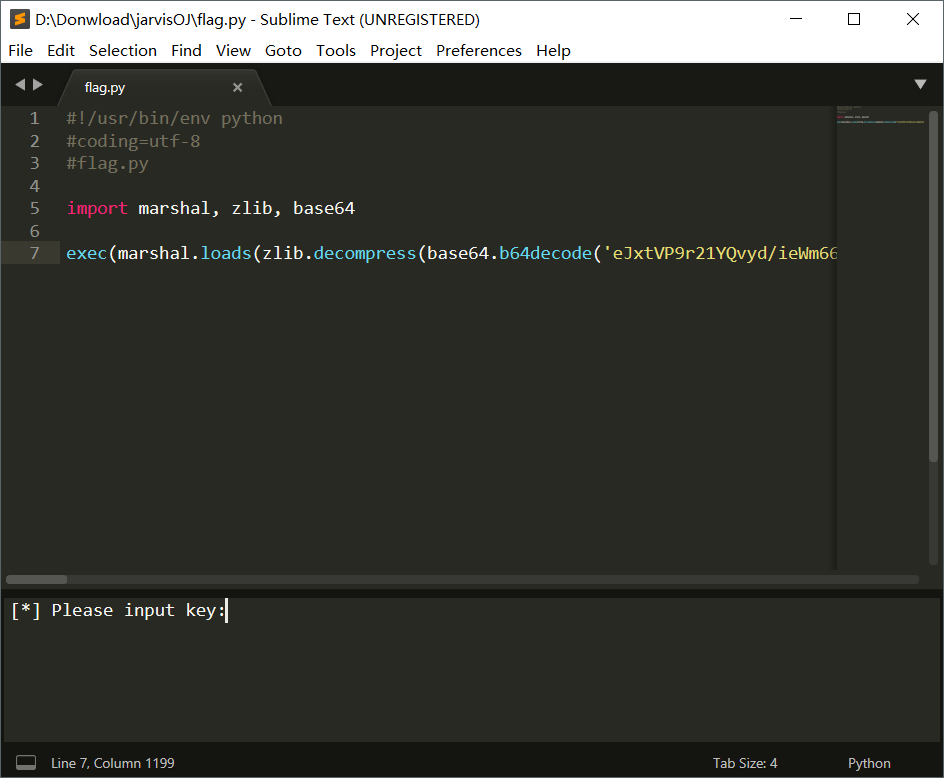 D:\Donwload\jarvisOJ\flag.py - Sublime Text (UNREGISTERED)
File Edit Selection Find View Goto Tools Project Preferences Help
flag.py
1 #!/usr/bin/env python
2 #coding=utf-8
3 #flag.py
4
5 import marshal, zlib, base64
6
7 exec(marshal.loads(zlib.decompress(base64.b64decode('eJxtVP9r21YQvyd/ieWm66
[*] Please input key:
Line 7, Column 1199 Tab Size: 4 Python